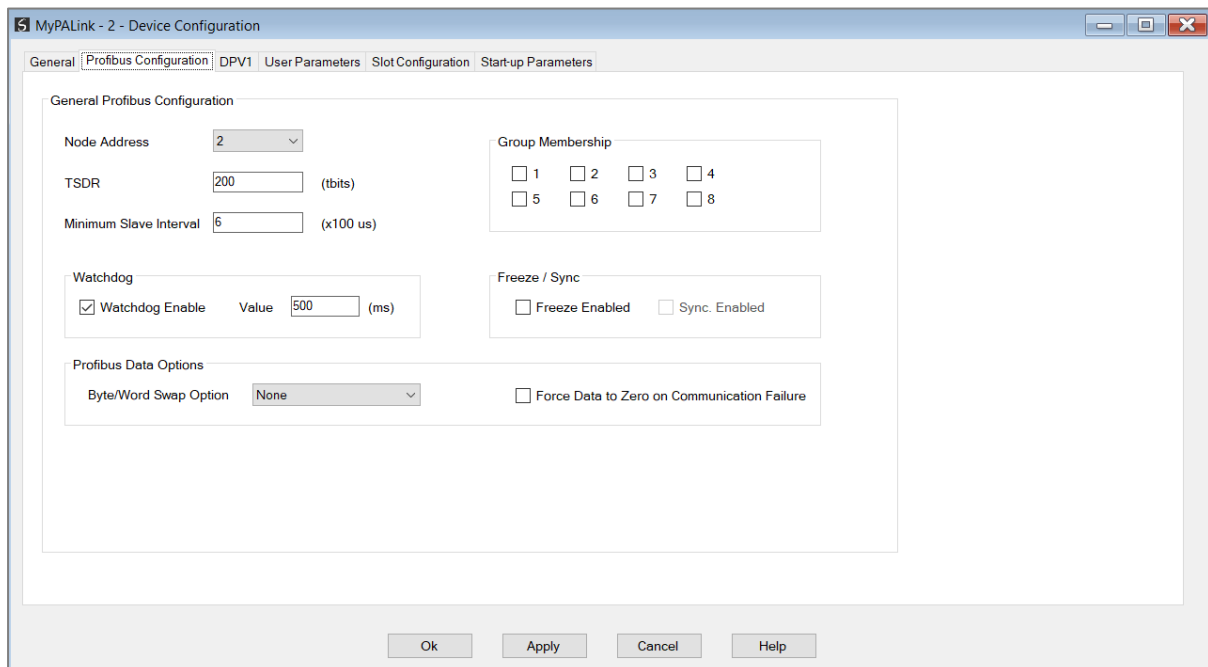 MyPALink - 2 - Device Configuration
General Profibus Configuration DPV1 User Parameters Slot Configuration Start-up Parameters
General Profibus Configuration
Node Address 2
TSDR 200 (tbits)
Minimum Slave Interval 6 (x100 us)
Group Membership
1 2 3 4
5 6 7 8
Watchdog
Watchdog Enable Value 500 (ms)
Freeze / Sync
Freeze Enabled Sync. Enabled
Profibus Data Options
Byte/Word Swap Option None Force Data to Zero on Communication Failure
Ok Apply Cancel Help